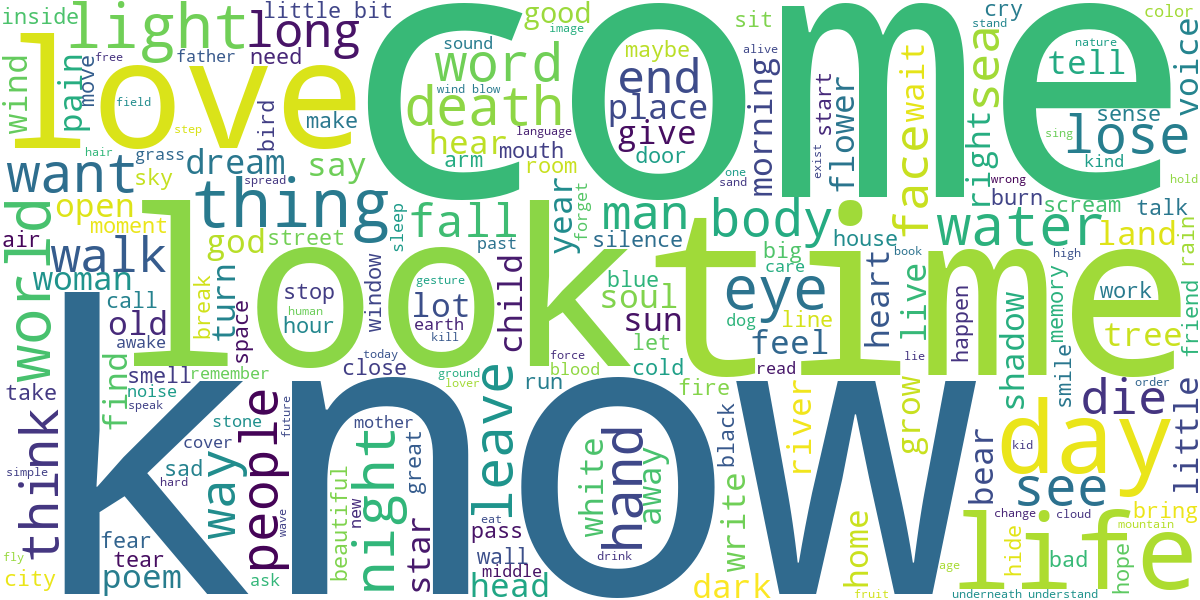 come
know
look
time
love
life
day
light
long
little bit
good
image
inside
father
need
free
move
wind
pain
field
step
hair
bird
make
word
sound
wind blow
death
hear
arm
mouth
language
room
end
place
give
door
maybe
sit
alive
morning
one
sand
start
exist
flower
face
wait
right
sea
cry
stand
color
nature
tell
voice
sense
lose
sing
kind
wrong
hold
burn
scream
talk
rain
want
grass
sky
dream
spread
say
thing
open
moment
god
street
sleep
fall
past
year
forget
man
silence
body
big
care
house
book
water
high
land
air
walk
woman
world
call
old
awake
break
turn
space
stop
human
hour
window
gesture
lot
earth
kill
child
blue
soul
sun
dog
let
eye
line
feel
heart
live
lie
happen
shadow
memory
work
tree
friend
find
smell
noise
speak
take
remember
today
close
ground
lover
leave
run
force
blood
cold
fire
read
river
grow
smile
order
die
little
think
simple
people
future
stone
cover
sad
hard
way
mother
great
night
beautiful
new
star
white
hand
away
black
write
bear
kid
see
change
cloud
bring
mountain
fear
tear
poem
fly
city
ask
wave
eat
pass
wall
middle
head
drink
dark
home
fruit
age
hide
bad
hope
underneath
understand